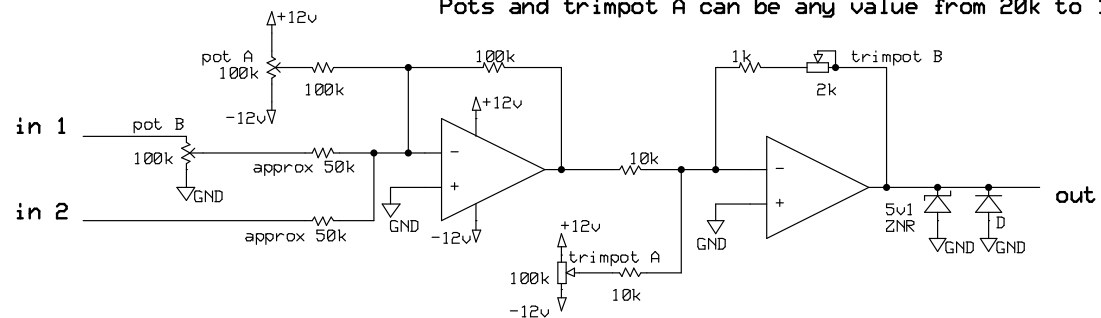 Pots and trimpot A can be any value from 20k to
+12v
pot A
100k
100k
100k
-12v
+12v
1k
trimpot B
2k
in 1
pot B
100k
approx 50k
GND
-
+
GND
-12v
10k
-
+
GND
in 2
approx 50k
+12v
trimpot A
100k
10k
-12v
5v1
ZNR
GND
D
GND
out